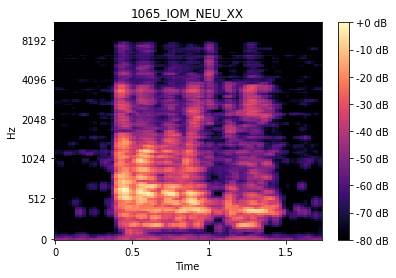 1065_IOM_NEU_XX
+0 dB
8192
-10 dB
4096
-20 dB
-30 dB
2048
Hz
-40 dB
1024
-50 dB
512
-60 dB
-70 dB
0
-80 dB
0
0.5
1
1.5
Time